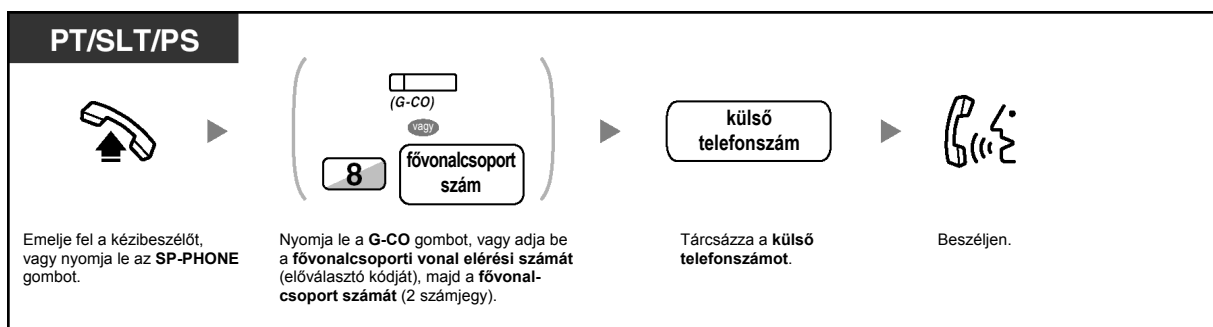 PT/SLT/PS
(G-CO)
vagy
8
fővonalcsoport
szám
külső
telefonszám
Emelje fel a kézibeszélőt,
vagy nyomja le az SP-PHONE
gombot.
Nyomja le a G-CO gombot, vagy adja be
a fővonalcsoporti vonal elérési számát
(előválasztó kódját), majd a fővonal-
csoport számát (2 számjegy).
Tárcsázza a külső
telefonszámot.
Beszéljen.